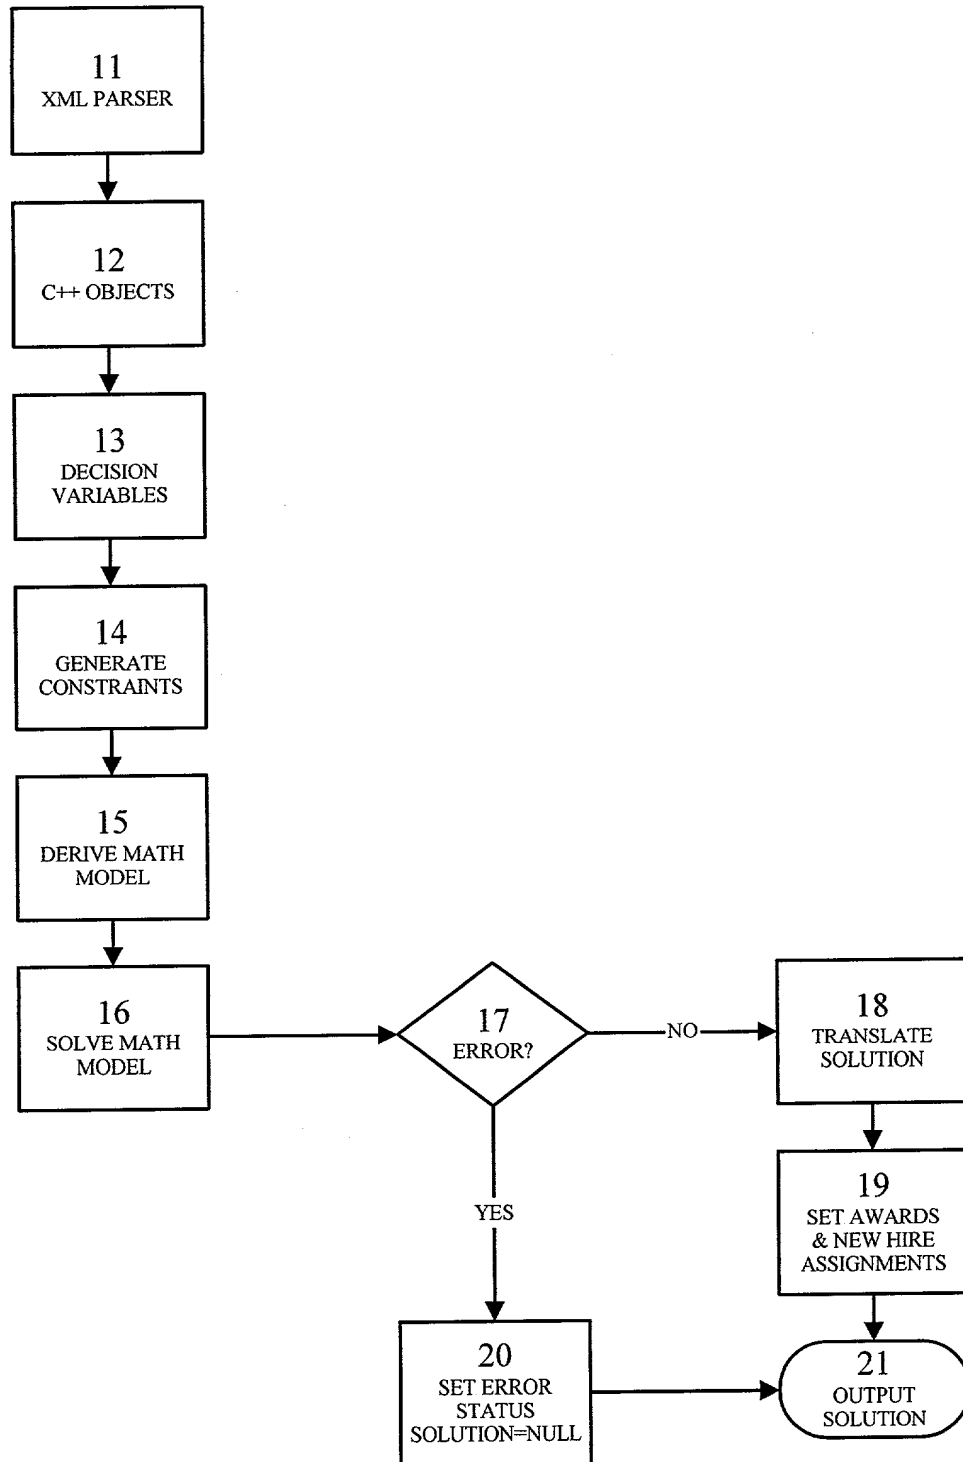 11
XML PARSER
12
C++ OBJECTS
13
DECISION
VARIABLES
14
GENERATE
CONSTRAINTS
15
DERIVE MATH
MODEL
16
SOLVE MATH
MODEL
17
ERROR?
NO
18
TRANSLATE
SOLUTION
YES
19
SET AWARDS
& NEW HIRE
ASSIGNMENTS
20
SET ERROR
STATUS
SOLUTION=NULL
21
OUTPUT
SOLUTION